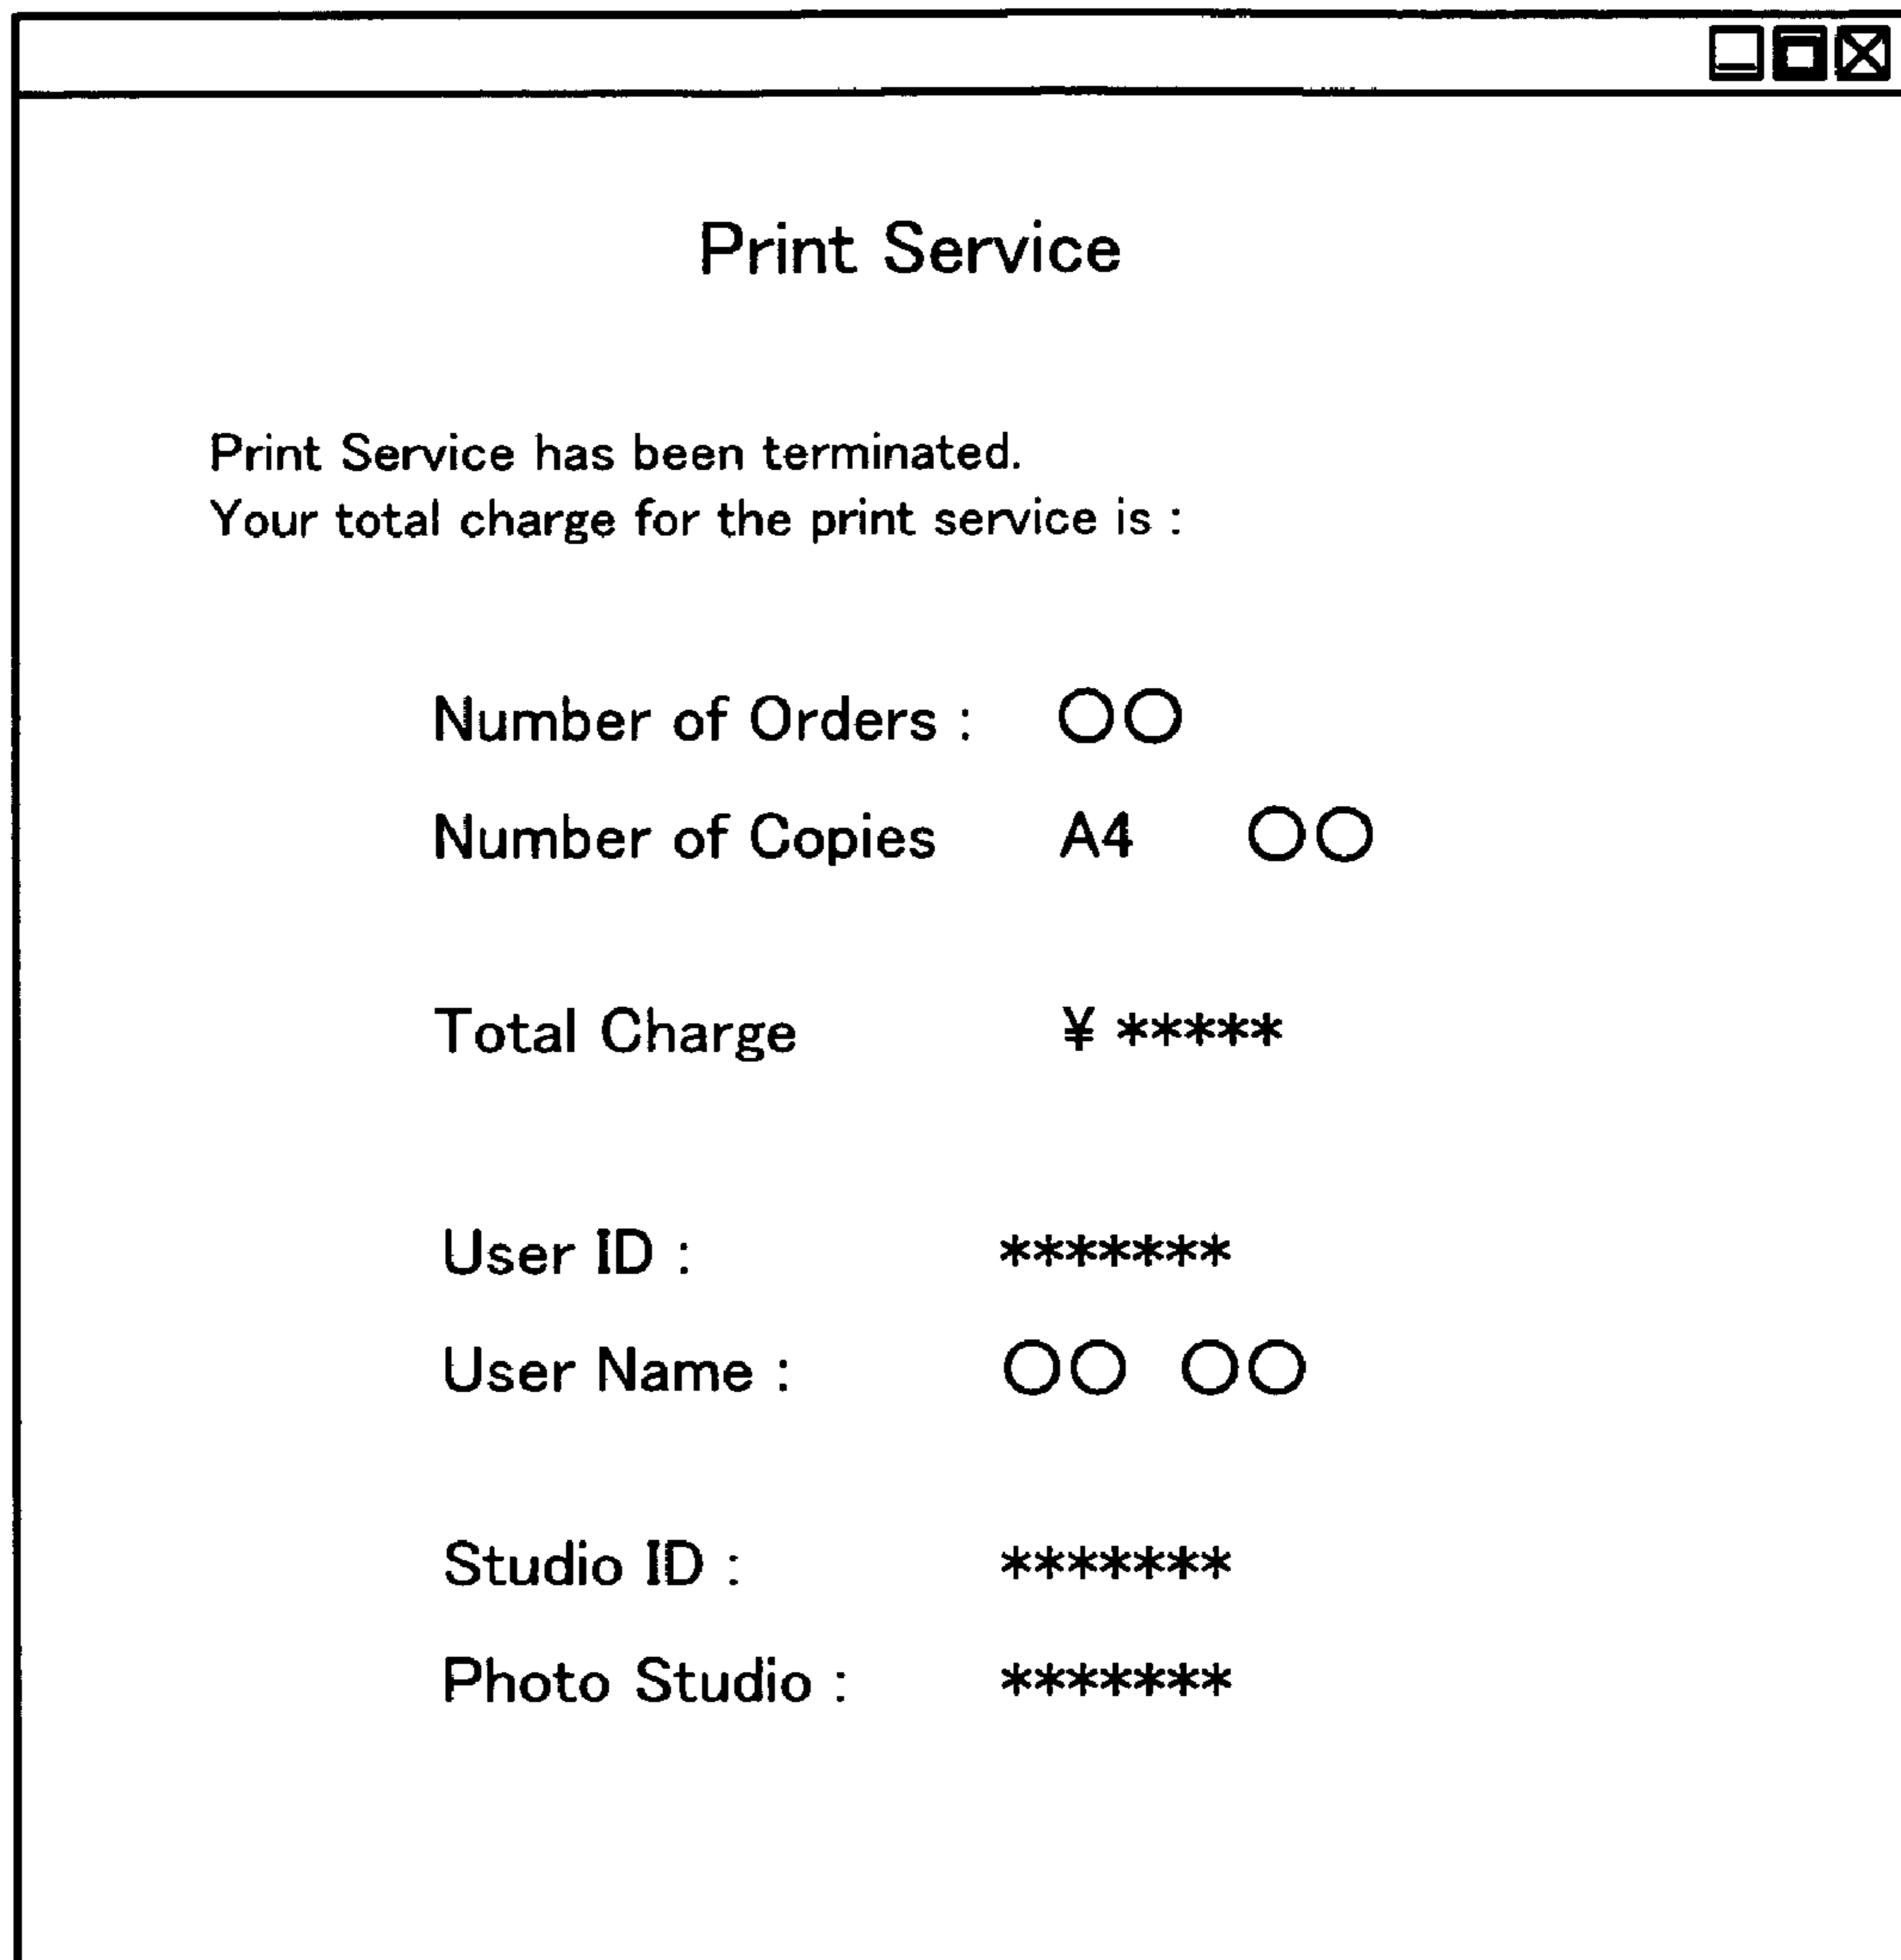 Print Service
Print Service has been terminated.
Your total charge for the print service is :
Number of Orders : ○○
Number of Copies A4 ○○
Total Charge ¥ *****
User ID : *******
User Name : ○○ ○○
Studio ID : *******
Photo Studio : *******